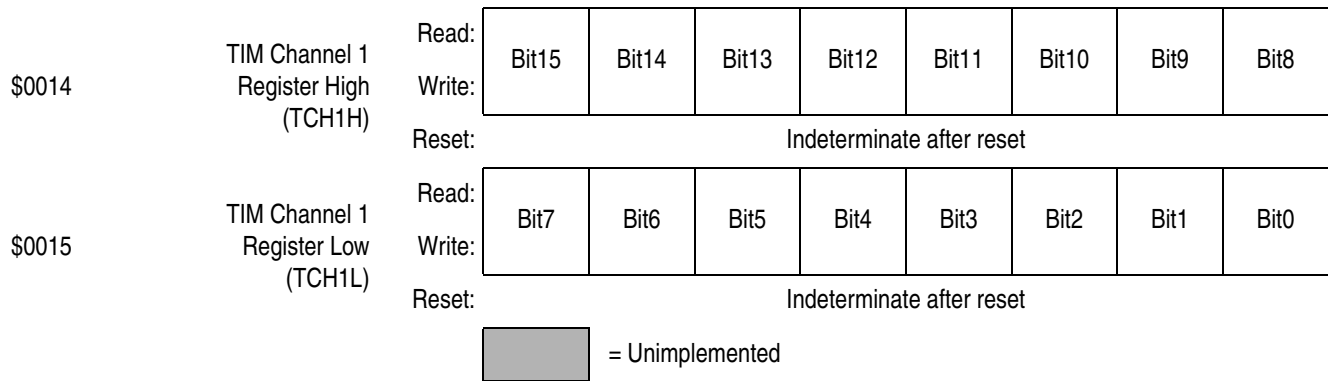 Read:
$0014 TIM Channel 1 Register High (TCH1H) Write: Bit15 Bit14 Bit13 Bit12 Bit11 Bit10 Bit9 Bit8
Reset: Indeterminate after reset
Read:
$0015 TIM Channel 1 Register Low (TCH1L) Write: Bit7 Bit6 Bit5 Bit4 Bit3 Bit2 Bit1 Bit0
Reset: Indeterminate after reset
= Unimplemented